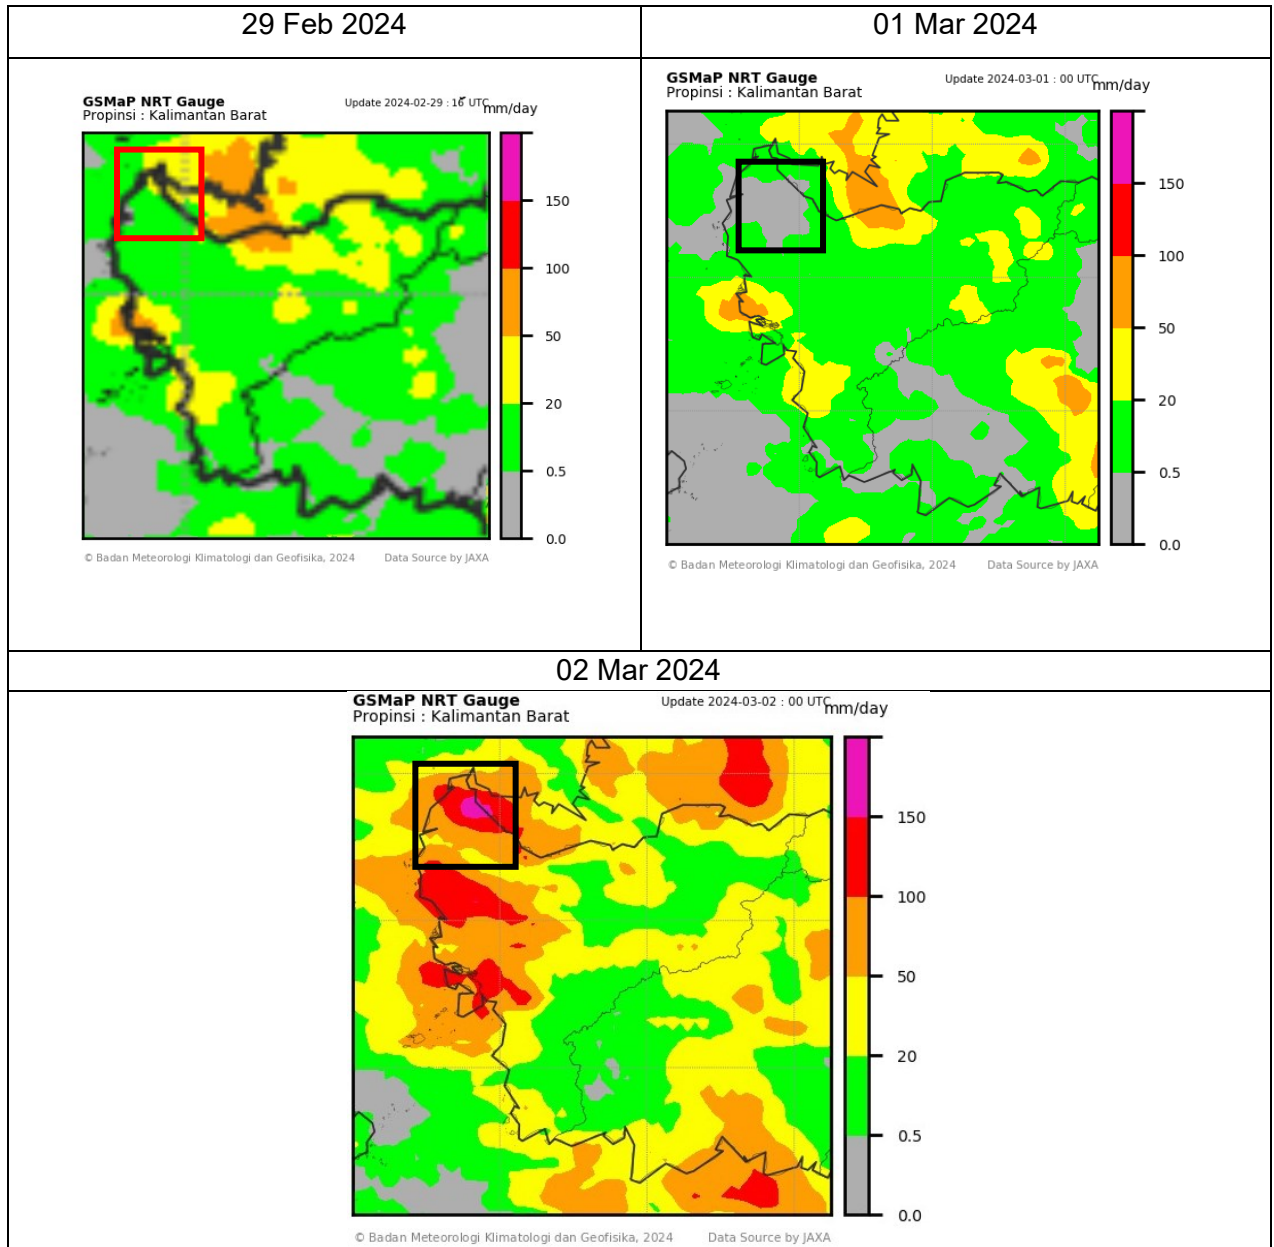 29 Feb 2024
01 Mar 2024
GSMaP NRT Gauge
Propinsi : Kalimantan Barat
Update 2024-02-29 : 16 UTC
mm/day
150
100
50
20
0.5
0.0
© Badan Meteorologi Klimatologi dan Geofisika, 2024
Data Source by JAXA
GSMaP NRT Gauge
Propinsi : Kalimantan Barat
Update 2024-03-01 : 00 UTC
mm/day
150
100
50
20
0.5
0.0
© Badan Meteorologi Klimatologi dan Geofisika, 2024
Data Source by JAXA
02 Mar 2024
GSMaP NRT Gauge
Propinsi : Kalimantan Barat
Update 2024-03-02 : 00 UTC
mm/day
150
100
50
20
0.5
0.0
© Badan Meteorologi Klimatologi dan Geofisika, 2024
Data Source by JAXA